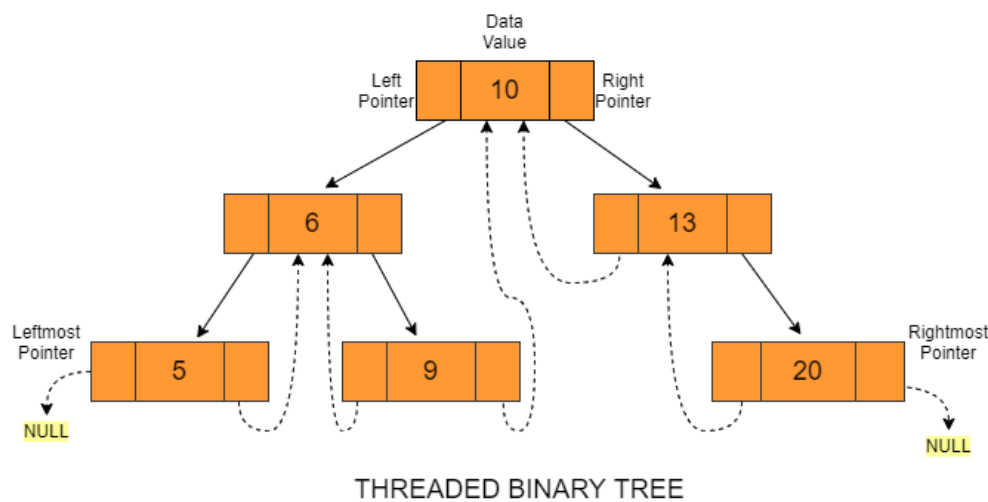 Data
Value
Left
Pointer
10
Right
Pointer
6
13
Leftmost
Pointer
5
9
20
Rightmost
Pointer
NULL
NULL
THREADED BINARY TREE